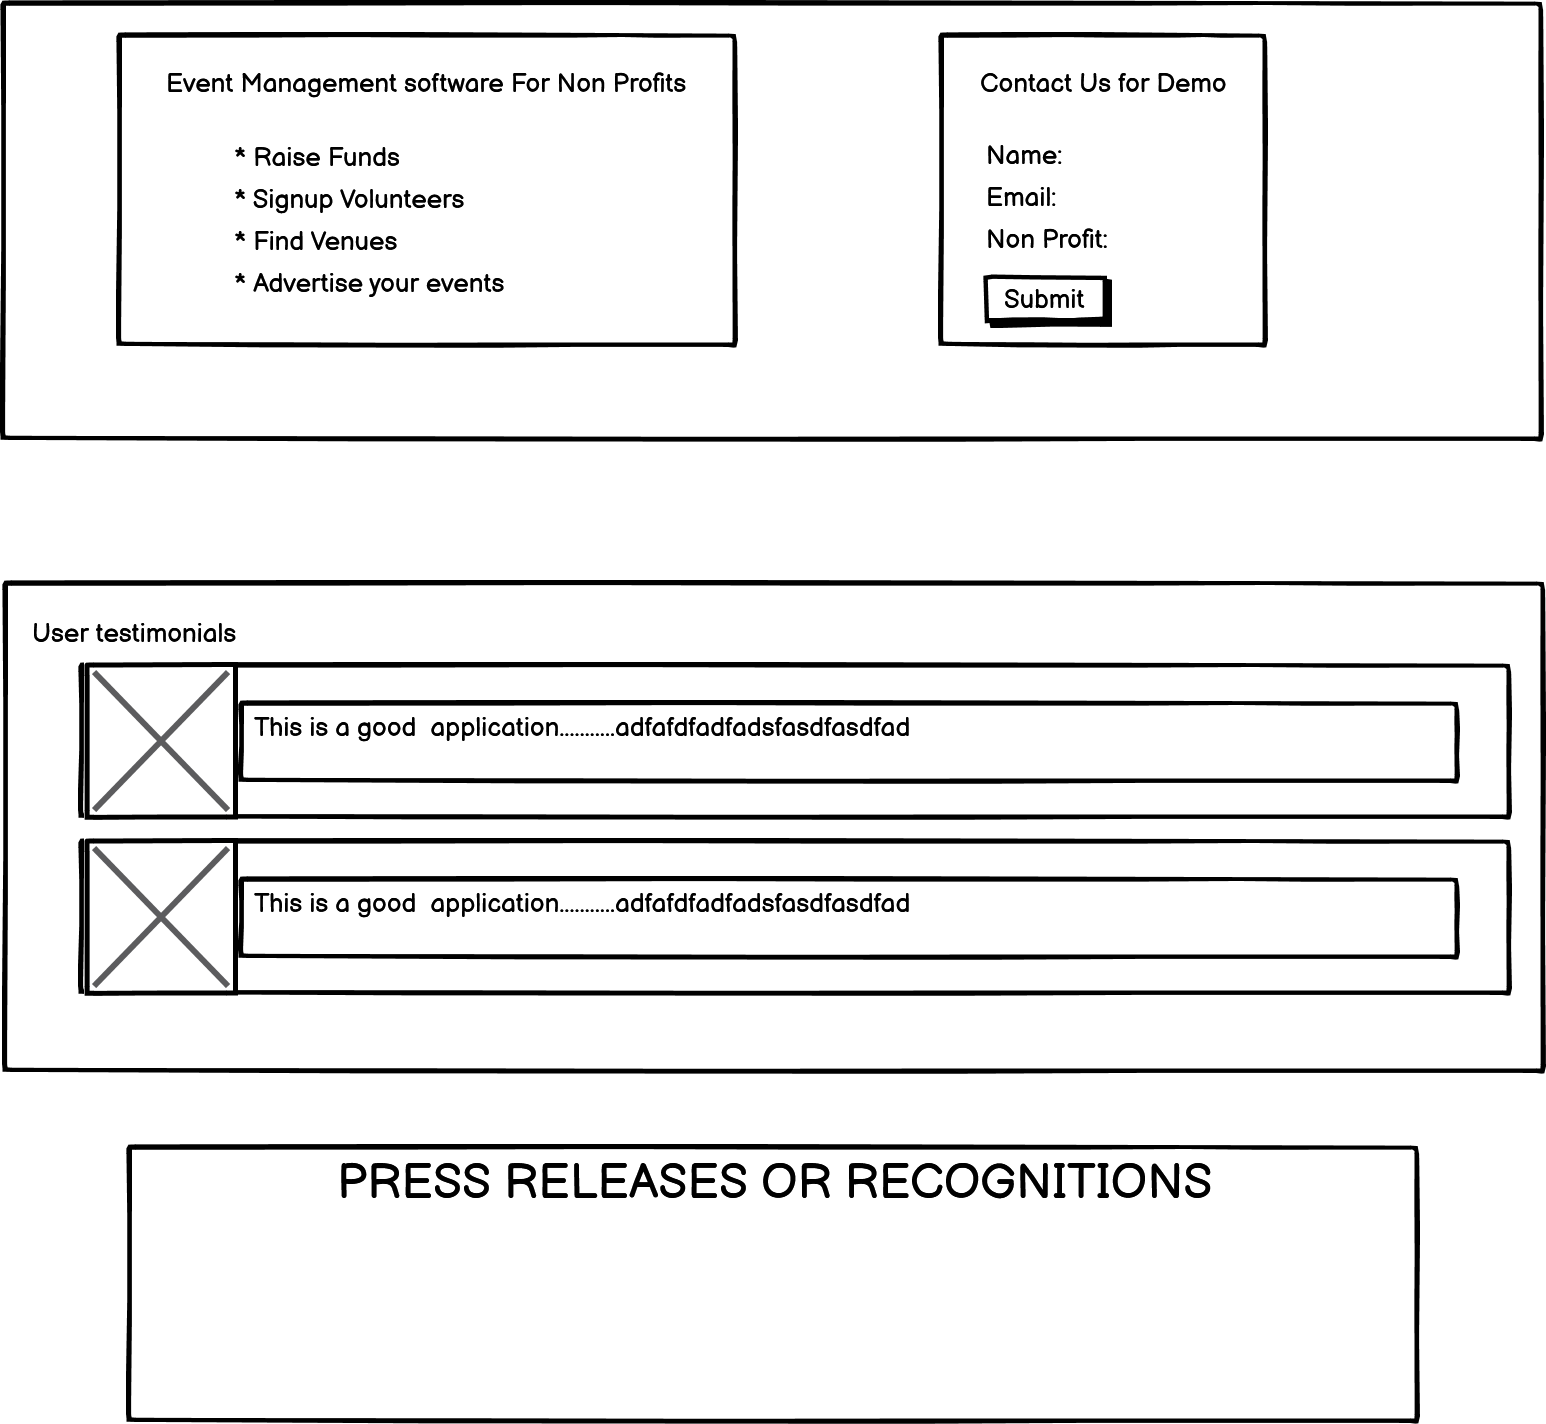 Event Management software For Non Profits
* Raise Funds
* Signup Volunteers
* Find Venues
* Advertise your events
Contact Us for Demo
Name:
Email:
Non Profit:
Submit
User testimonials
This is a good  application...........adfafdfadfadsfasdfasdfad
This is a good  application...........adfafdfadfadsfasdfasdfad
PRESS RELEASES OR RECOGNITIONS